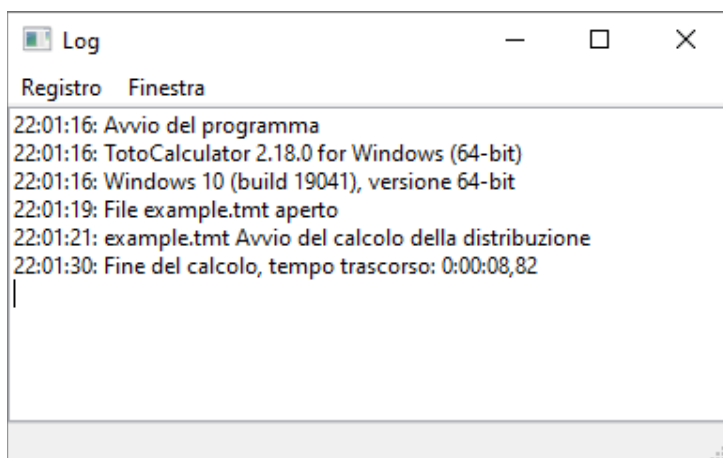 Log
Registro Finestra
22:01:16: Avvio del programma
22:01:16: TotoCalculator 2.18.0 for Windows (64-bit)
22:01:16: Windows 10 (build 19041), versione 64-bit
22:01:19: File example.tmt aperto
22:01:21: example.tmt Avvio del calcolo della distribuzione
22:01:30: Fine del calcolo, tempo trascorso: 0:00:08,82